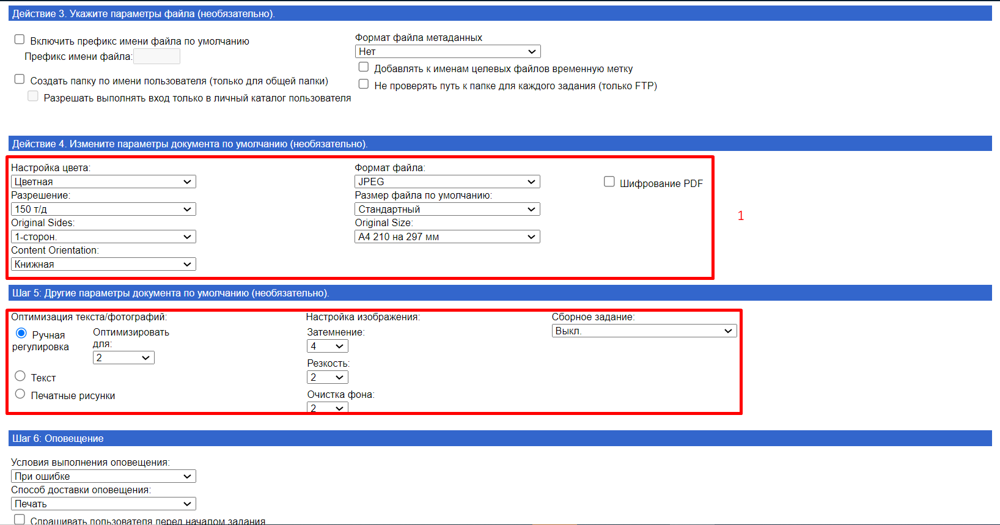 Действие 3. Укажите параметры файла (необязательно).
Включить префикс имени файла по умолчанию
Префикс имени файла:
Создать папку по имени пользователя (только для общей папки)
Разрешать выполнять вход только в личный каталог пользователя
Формат файла метаданных
Нет
Добавлять к именам целевых файлов временную метку
Не проверять путь к папке для каждого задания (только FTP)
Действие 4. Измените параметры документа по умолчанию (необязательно).
Настройка цвета:
Цветная
Разрешение:
150 т/д
Original Sides:
1-сторон.
Content Orientation:
Книжная
Формат файла:
JPEG
Размер файла по умолчанию:
Стандартный
Original Size:
A4 210 на 297 мм
Шифрование PDF
1
Шаг 5: Другие параметры документа по умолчанию (необязательно).
Оптимизация текста/фотографий:
Ручная
регулировка
Оптимизировать
для:
2
Текст
Печатные рисунки
Настройка изображения:
Затемнение:
4
Резкость:
2
Очистка фона:
2
Сборное задание:
Выкл.
Шаг 6: Оповещение
Условия выполнения оповещения:
При ошибке
Способ доставки оповещения:
Печать
Спрашивать пользователя перед началом задания